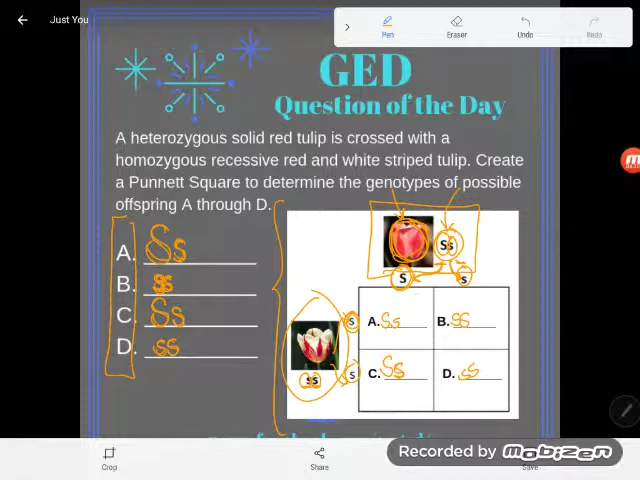 Just You
Pen
Eraser
Undo
Redo
GED
Question of the Day
A heterozygous solid red tulip is crossed with a
homozygous recessive red and white striped tulip. Create
a Punnett Square to determine the genotypes of possible
offspring A through D.
A. Ss
B. ss
C. Ss
D. ss
Ss
S s
s A. Ss B. ss
ss
s C. Ss D. ss
Crop
Share
Save
Recorded by mobizen